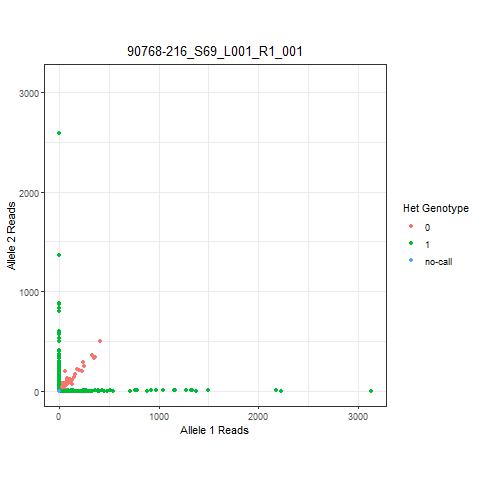 90768-216_S69_L001_R1_001
3000
2000
1000
0
Allele 2 Reads
0
1000
2000
3000
Allele 1 Reads
Het Genotype
0
1
no-call